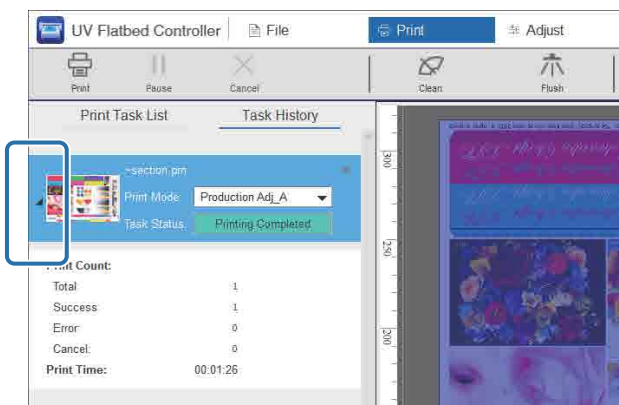 UV Flatbed Controller
File
Print
Adjust
Print
Pause
Cancel
Clean
Flush
Print Task List
Task History
~section.prn
Print Mode: Production Adj_A
Task Status: Printing Completed
Print Count:
Total 1
Success 1
Error 0
Cancel: 0
Print Time: 00:01:26
300
250
200